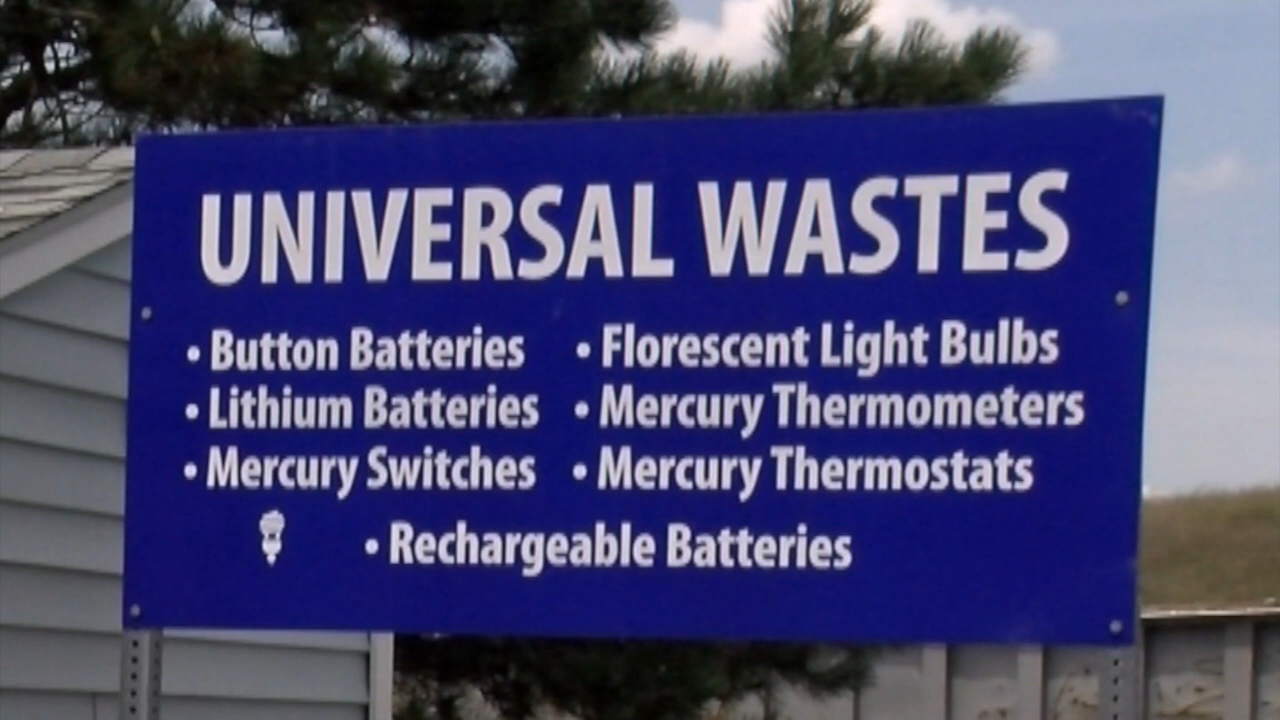 UNIVERSAL WASTES
• Button Batteries • Florescent Light Bulbs
• Lithium Batteries • Mercury Thermometers
• Mercury Switches • Mercury Thermostats
• Rechargeable Batteries